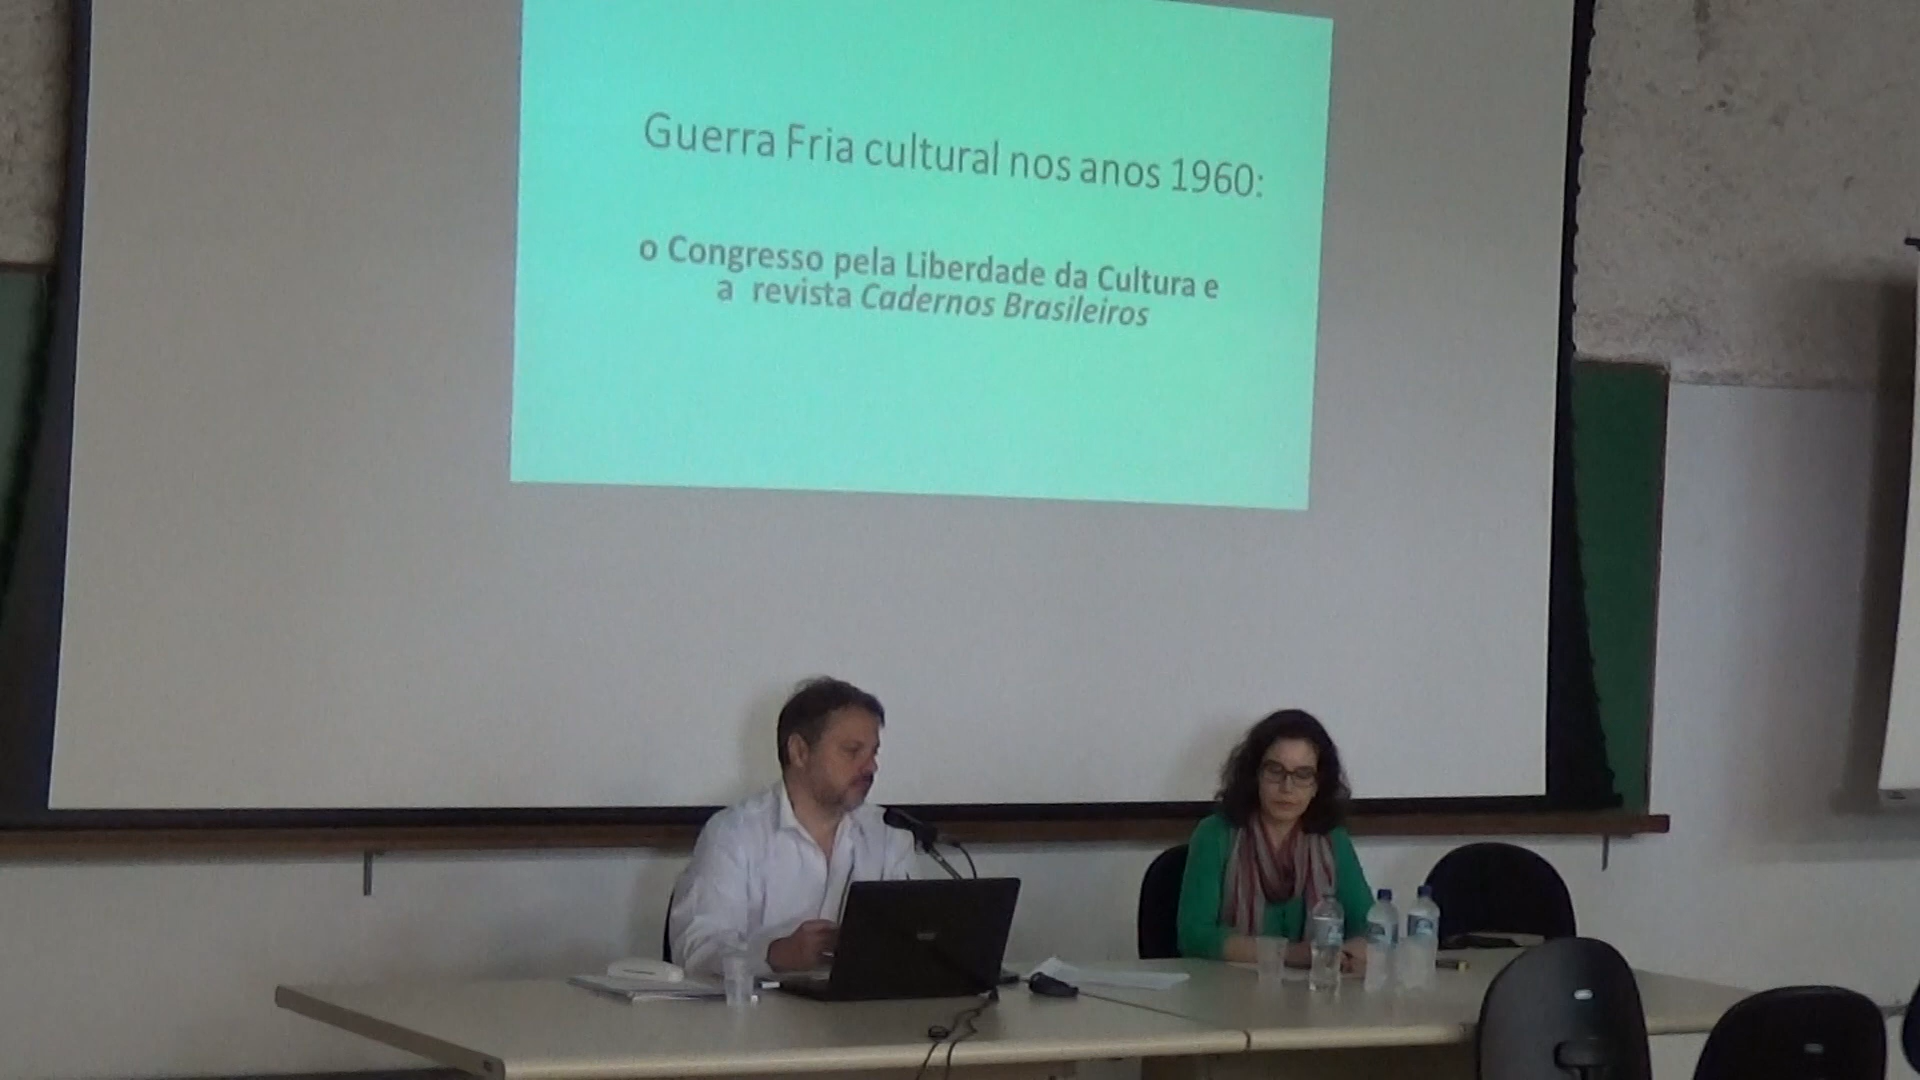 Guerra Fria cultural nos anos 1960:
o Congresso pela Liberdade da Cultura e
a revista Cadernos Brasileiros